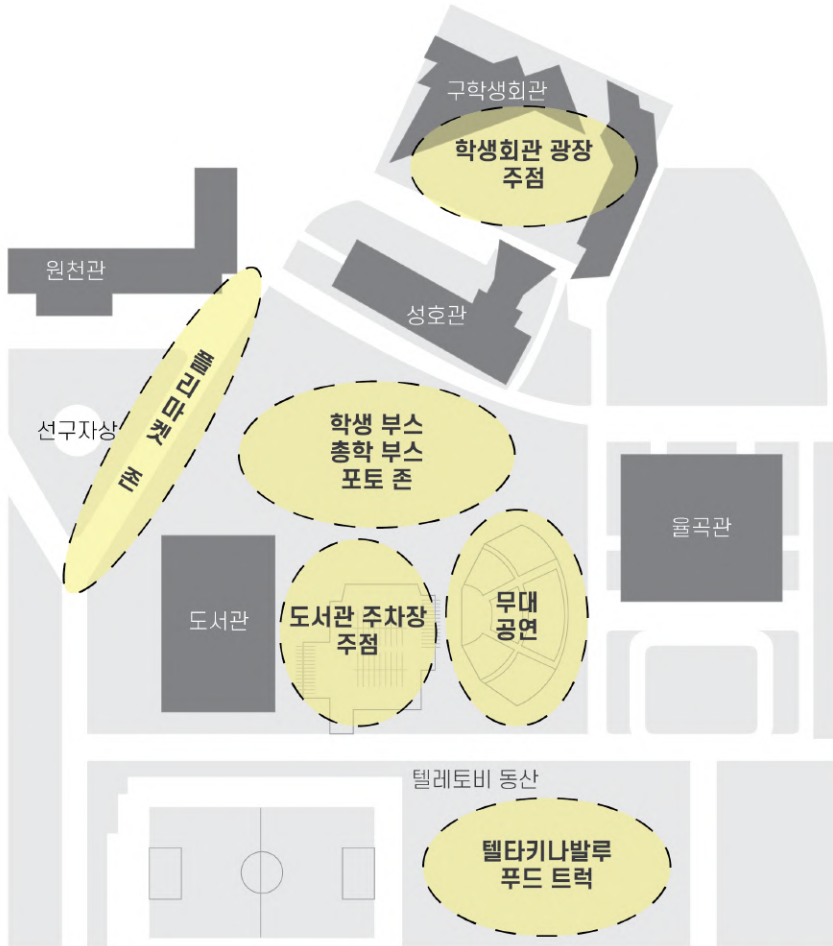 구학생회관
학생회관 광장
주점
원천관
성호관
플리마켓 존
선구자상
학생 부스
총학 부스
포토 존
율곡관
도서관
도서관 주차장
주점
무대
공연
텔레토비 동산
텔타키나발루
푸드 트럭